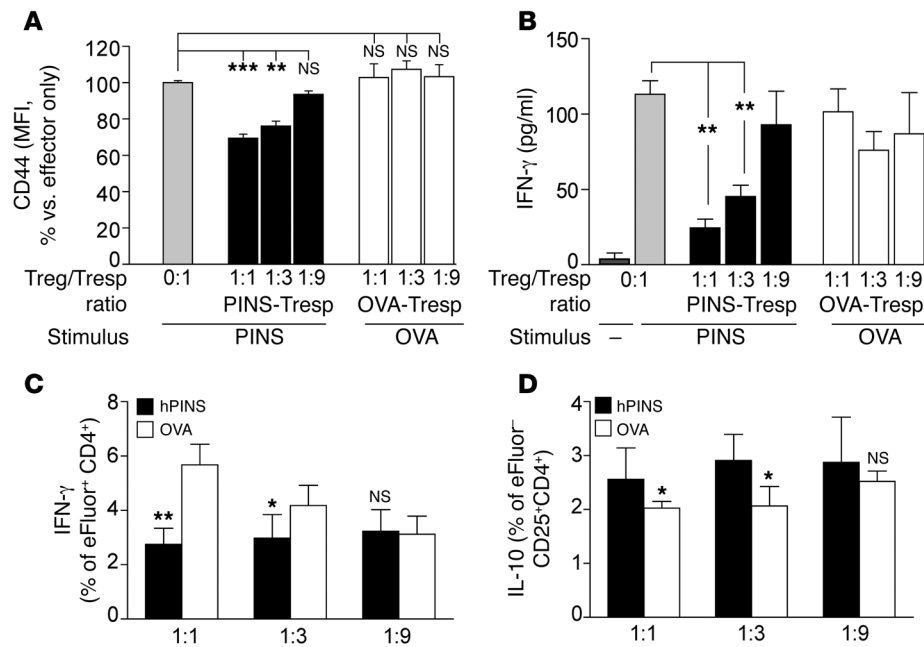 A
CD44 (MFI,
% vs. effector only)
120
100
80
60
40
20
0
*** ** NS
NS NS NS
Treg/Tresp 0:1 1:1 1:3 1:9 1:1 1:3 1:9
ratio PINS-Tresp OVA-Tresp
Stimulus PINS OVA
B
IFN-γ (pg/ml)
150
100
50
0
**
**
Treg/Tresp 0:1 1:1 1:3 1:9 1:1 1:3 1:9
ratio PINS-Tresp OVA-Tresp
Stimulus – PINS OVA
C
hPINS
OVA
IFN-γ
(% of eFluor⁺ CD4⁺)
8
6
4
2
0
** * NS
1:1 1:3 1:9
D
hPINS
OVA
IL-10 (% of eFluor⁻
CD25⁺CD4⁺)
4
3
2
1
0
* * NS
1:1 1:3 1:9